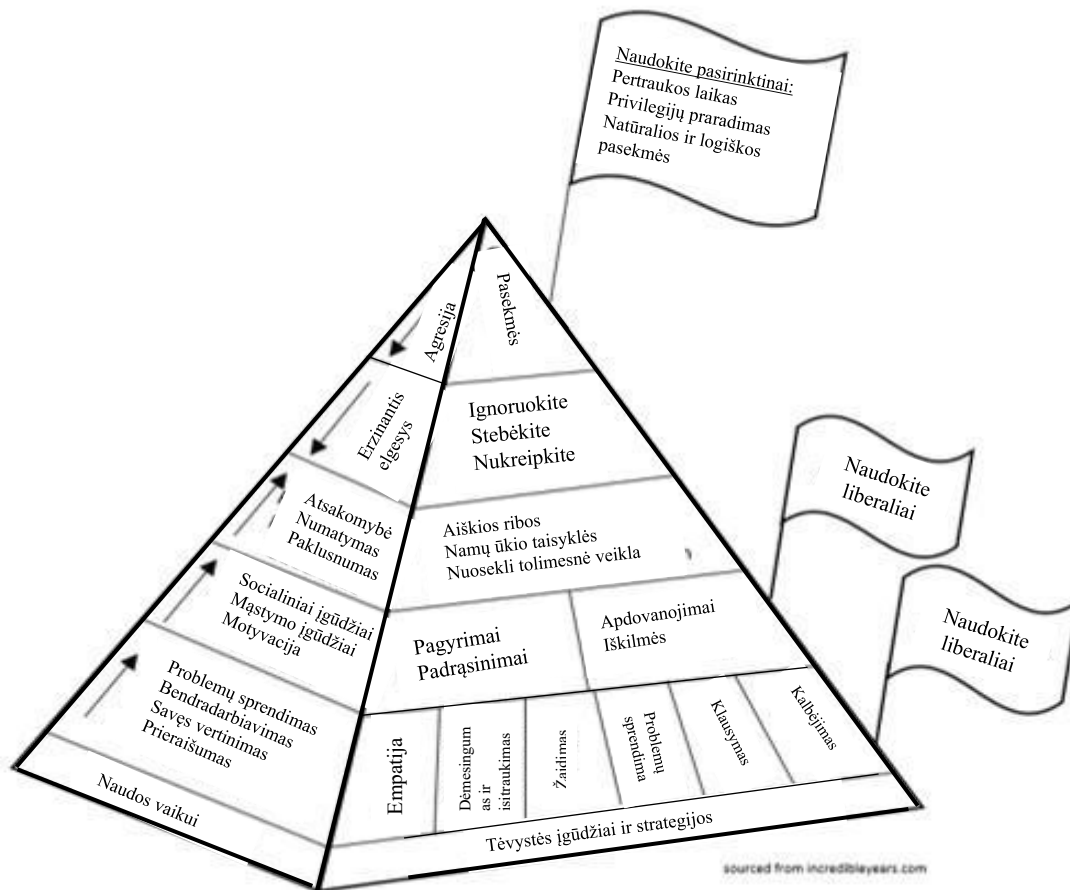 Naudokite pasirinktinai:
Pertraukos laikas
Privilegijų praradimas
Natūralios ir logiškos
pasekmės
Agresija
Pasekmės
Erzinantis
elgesys
Ignoruokite
Stebėkite
Nukreipkite
Naudokite
liberaliai
Atsakomybė
Numatymas
Paklusnumas
Aiškios ribos
Namų ūkio taisyklės
Nuosekli tolimesnė veikla
Socialiniai įgūdžiai
Mąstymo įgūdžiai
Motyvacija
Pagyrimai
Padrąsinimai
Apdovanojimai
Iškilmės
Naudokite
liberaliai
Problemų sprendimas
Bendradarbiavimas
Savęs vertinimas
Prieraišumas
Empatija
Dėmesingum
as ir
isitraukimas
Žaidimas
Problemų
sprendima
Klausymas
Kalbėjimas
Naudos vaikui
Tėvystės įgūdžiai ir strategijos
sourced from incredibleyears.com